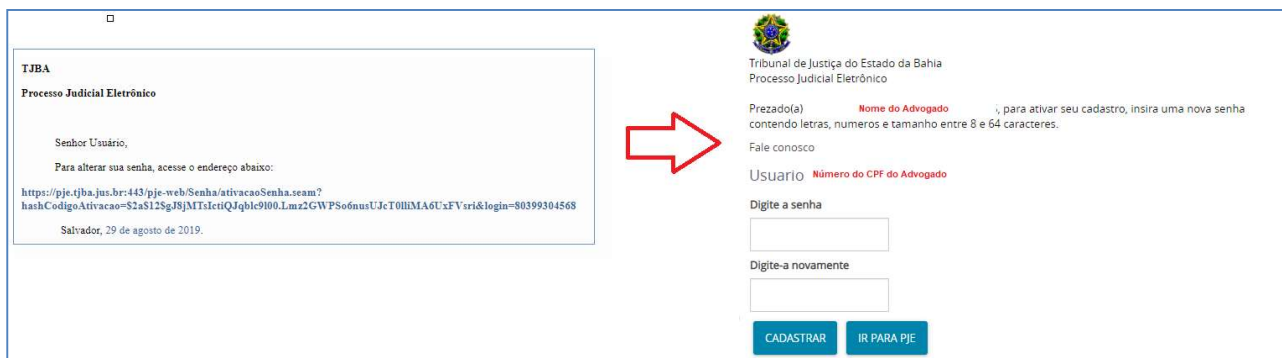 TJBA
Processo Judicial Eletrônico
Senhor Usuário,
Para alterar sua senha, acesse o endereço abaixo:
https://pje.tjba.jus.br:443/pje-web/Senha/ativacaoSenha.seam?
hashCodigoAtivacao=$2a$12$gJ8jMTsIctiQJqblc9l00.Lmz2GWPSo6nusUJcT0lliMA6UxFVsri&login=80399304568
Salvador, 29 de agosto de 2019.
Tribunal de Justiça do Estado da Bahia
Processo Judicial Eletrônico
Prezado(a) Nome do Advogado , para ativar seu cadastro, insira uma nova senha
contendo letras, numeros e tamanho entre 8 e 64 caracteres.
Fale conosco
Usuario Número do CPF do Advogado
Digite a senha
Digite-a novamente
CADASTRAR IR PARA PJE